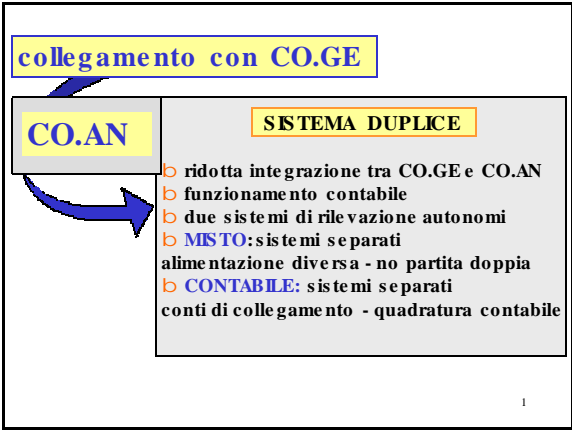 collegamento con CO.GE
CO.AN
SISTEMA DUPLICE
b ridotta integrazione tra CO.GE e CO.AN
b funzionamento contabile
b due sistemi di rilevazione autonomi
b MISTO: sistemi separati
alimentazione diversa - no partita doppia
b CONTABILE: sistemi separati
conti di collegamento - quadratura contabile
1